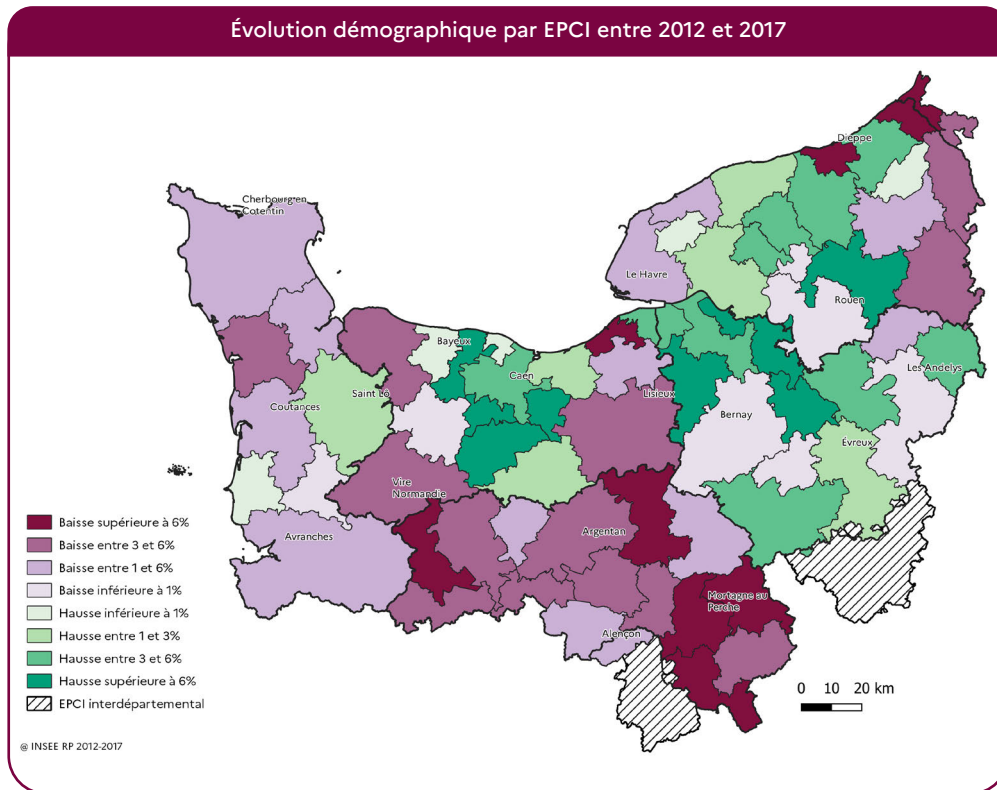 Évolution démographique par EPCI entre 2012 et 2017
Dieppe
Cherbourg-en
Cotentin
Le Havre
Rouen
Bayeux
Caen
Les Andelys
Saint Lô
Lisieux
Coutances
Bernay
Évreux
Vire
Normandie
Argentan
Avranches
Mortagne au
Perche
Alençon
Baisse supérieure à 6%
Baisse entre 3 et 6%
Baisse entre 1 et 6%
Baisse inférieure à 1%
Hausse inférieure à 1%
Hausse entre 1 et 3%
Hausse entre 3 et 6%
Hausse supérieure à 6%
EPCI interdépartemental
0 10 20 km
@ INSEE RP 2012-2017